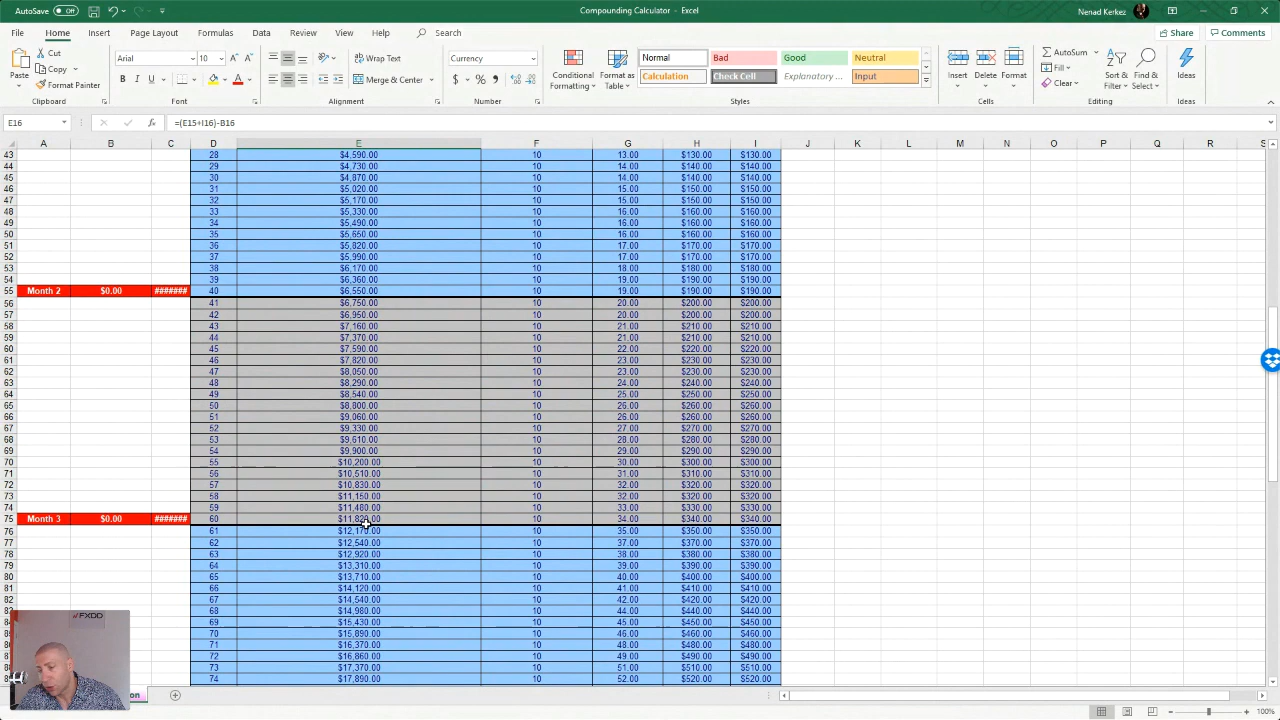 AutoSave Off Compounding Calculator - Excel Nenad Kerkez
File Home Insert Page Layout Formulas Data Review View Help Search Share Comments
Paste Cut Copy Format Painter
Arial 10 Wrap Text Merge & Center Currency
Conditional Formatting Format as Table
Normal Bad Good Neutral
Calculation Check Cell Explanatory ... Input
Insert Delete Format
AutoSum Fill Clear
Sort & Filter Find & Select Ideas
Clipboard Font Alignment Number Styles Cells Editing Ideas
E16 =(E15+I16)-B16
A B C D E F G H I J K L M N O P Q R S
43 28 $4,590.00 10 13.00 $130.00 $130.00
44 29 $4,730.00 10 14.00 $140.00 $140.00
45 30 $4,870.00 10 14.00 $140.00 $140.00
46 31 $5,020.00 10 15.00 $150.00 $150.00
47 32 $5,170.00 10 15.00 $150.00 $150.00
48 33 $5,330.00 10 16.00 $160.00 $160.00
49 34 $5,490.00 10 16.00 $160.00 $160.00
50 35 $5,650.00 10 16.00 $160.00 $160.00
51 36 $5,820.00 10 17.00 $170.00 $170.00
52 37 $5,990.00 10 17.00 $170.00 $170.00
53 38 $6,170.00 10 18.00 $180.00 $180.00
54 39 $6,360.00 10 19.00 $190.00 $190.00
55 Month 2 $0.00 ####### 40 $6,550.00 10 19.00 $190.00 $190.00
56 41 $6,750.00 10 20.00 $200.00 $200.00
57 42 $6,950.00 10 20.00 $200.00 $200.00
58 43 $7,160.00 10 21.00 $210.00 $210.00
59 44 $7,370.00 10 21.00 $210.00 $210.00
60 45 $7,590.00 10 22.00 $220.00 $220.00
61 46 $7,820.00 10 23.00 $230.00 $230.00
62 47 $8,050.00 10 23.00 $230.00 $230.00
63 48 $8,290.00 10 24.00 $240.00 $240.00
64 49 $8,540.00 10 25.00 $250.00 $250.00
65 50 $8,800.00 10 26.00 $260.00 $260.00
66 51 $9,060.00 10 26.00 $260.00 $260.00
67 52 $9,330.00 10 27.00 $270.00 $270.00
68 53 $9,610.00 10 28.00 $280.00 $280.00
69 54 $9,900.00 10 29.00 $290.00 $290.00
70 55 $10,200.00 10 30.00 $300.00 $300.00
71 56 $10,510.00 10 31.00 $310.00 $310.00
72 57 $10,830.00 10 32.00 $320.00 $320.00
73 58 $11,150.00 10 32.00 $320.00 $320.00
74 59 $11,480.00 10 33.00 $330.00 $330.00
75 Month 3 $0.00 ####### 60 $11,820.00 10 34.00 $340.00 $340.00
76 61 $12,170.00 10 35.00 $350.00 $350.00
77 62 $12,540.00 10 37.00 $370.00 $370.00
78 63 $12,920.00 10 38.00 $380.00 $380.00
79 64 $13,310.00 10 39.00 $390.00 $390.00
80 65 $13,710.00 10 40.00 $400.00 $400.00
81 66 $14,120.00 10 41.00 $410.00 $410.00
82 67 $14,540.00 10 42.00 $420.00 $420.00
83 68 $14,980.00 10 44.00 $440.00 $440.00
69 $15,430.00 10 45.00 $450.00 $450.00
70 $15,890.00 10 46.00 $460.00 $460.00
71 $16,370.00 10 48.00 $480.00 $480.00
72 $16,860.00 10 49.00 $490.00 $490.00
73 $17,370.00 10 51.00 $510.00 $510.00
74 $17,890.00 10 52.00 $520.00 $520.00
FXDD
100%